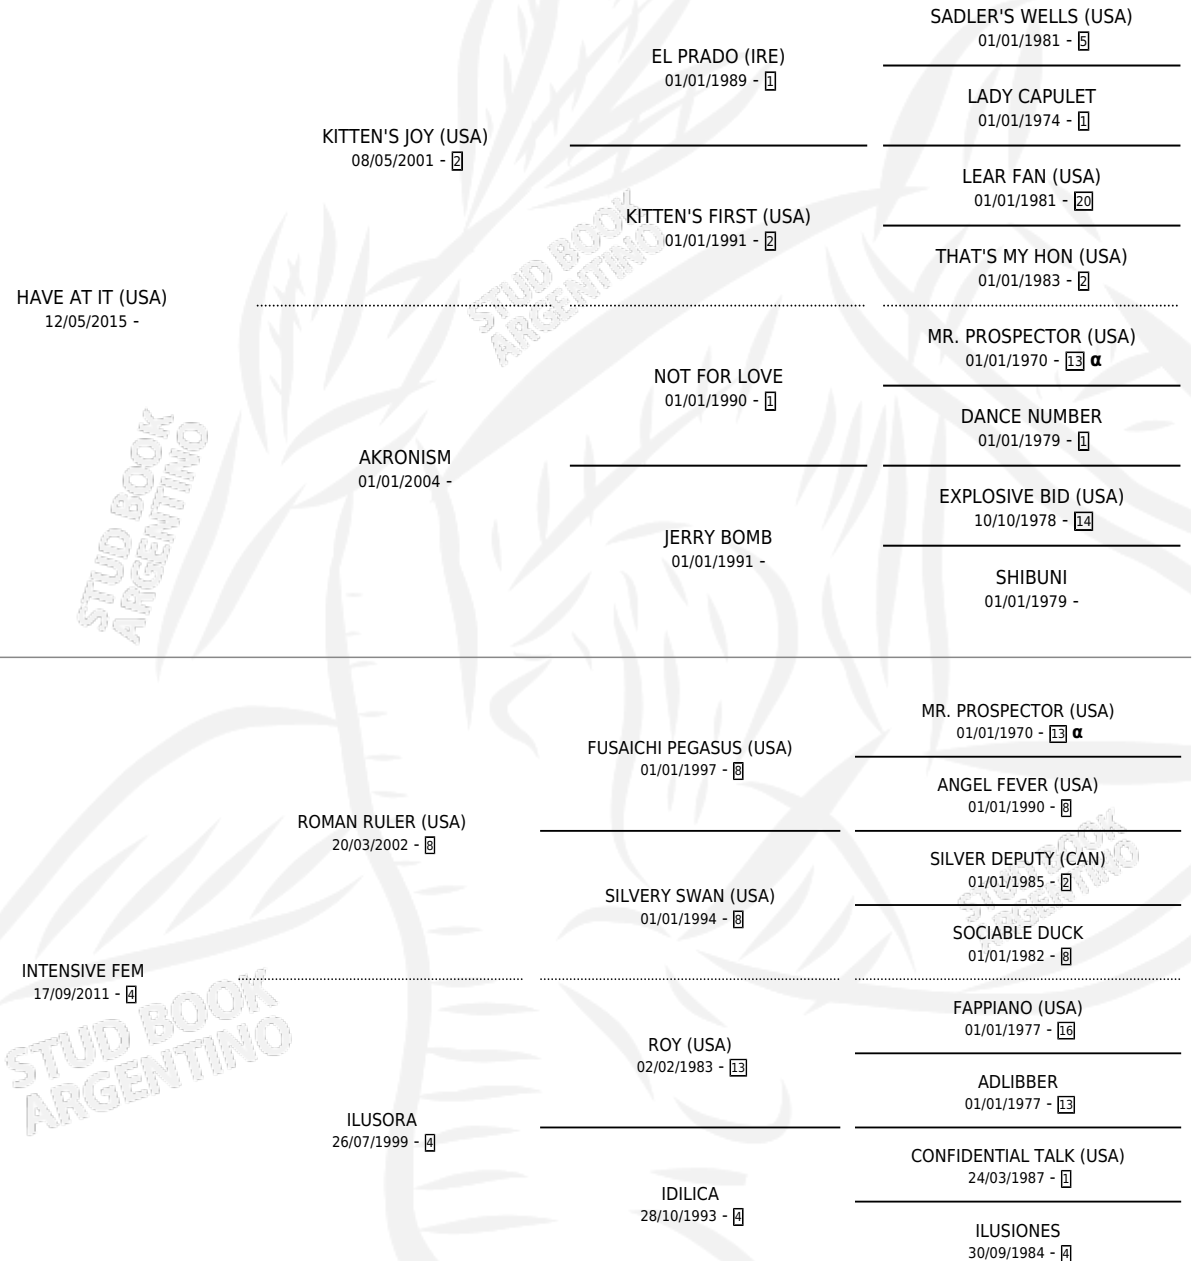 SADLER'S WELLS (USA)
01/01/1981 - 5
EL PRADO (IRE)
01/01/1989 - 1
LADY CAPULET
01/01/1974 - 1
KITTEN'S JOY (USA)
08/05/2001 - 2
LEAR FAN (USA)
01/01/1981 - 20
KITTEN'S FIRST (USA)
01/01/1991 - 2
THAT'S MY HON (USA)
01/01/1983 - 2
HAVE AT IT (USA)
12/05/2015 -
MR. PROSPECTOR (USA)
01/01/1970 - 13 α
NOT FOR LOVE
01/01/1990 - 1
DANCE NUMBER
01/01/1979 - 1
AKRONISM
01/01/2004 -
EXPLOSIVE BID (USA)
10/10/1978 - 14
JERRY BOMB
01/01/1991 -
SHIBUNI
01/01/1979 -
MR. PROSPECTOR (USA)
01/01/1970 - 13 α
FUSAICHI PEGASUS (USA)
01/01/1997 - 8
ANGEL FEVER (USA)
01/01/1990 - 8
ROMAN RULER (USA)
20/03/2002 - 8
SILVER DEPUTY (CAN)
01/01/1985 - 2
SILVERY SWAN (USA)
01/01/1994 - 8
SOCIABLE DUCK
01/01/1982 - 8
INTENSIVE FEM
17/09/2011 - 4
FAPPIANO (USA)
01/01/1977 - 16
ROY (USA)
02/02/1983 - 13
ADLIBBER
01/01/1977 - 13
ILUSORA
26/07/1999 - 4
CONFIDENTIAL TALK (USA)
24/03/1987 - 1
IDILICA
28/10/1993 - 4
ILUSIONES
30/09/1984 - 4
STUD BOOK
ARGENTINO
STUD BOOK
ARGENTINO
STUD BOOK
ARGENTINO
STUD BOOK
ARGENTINO